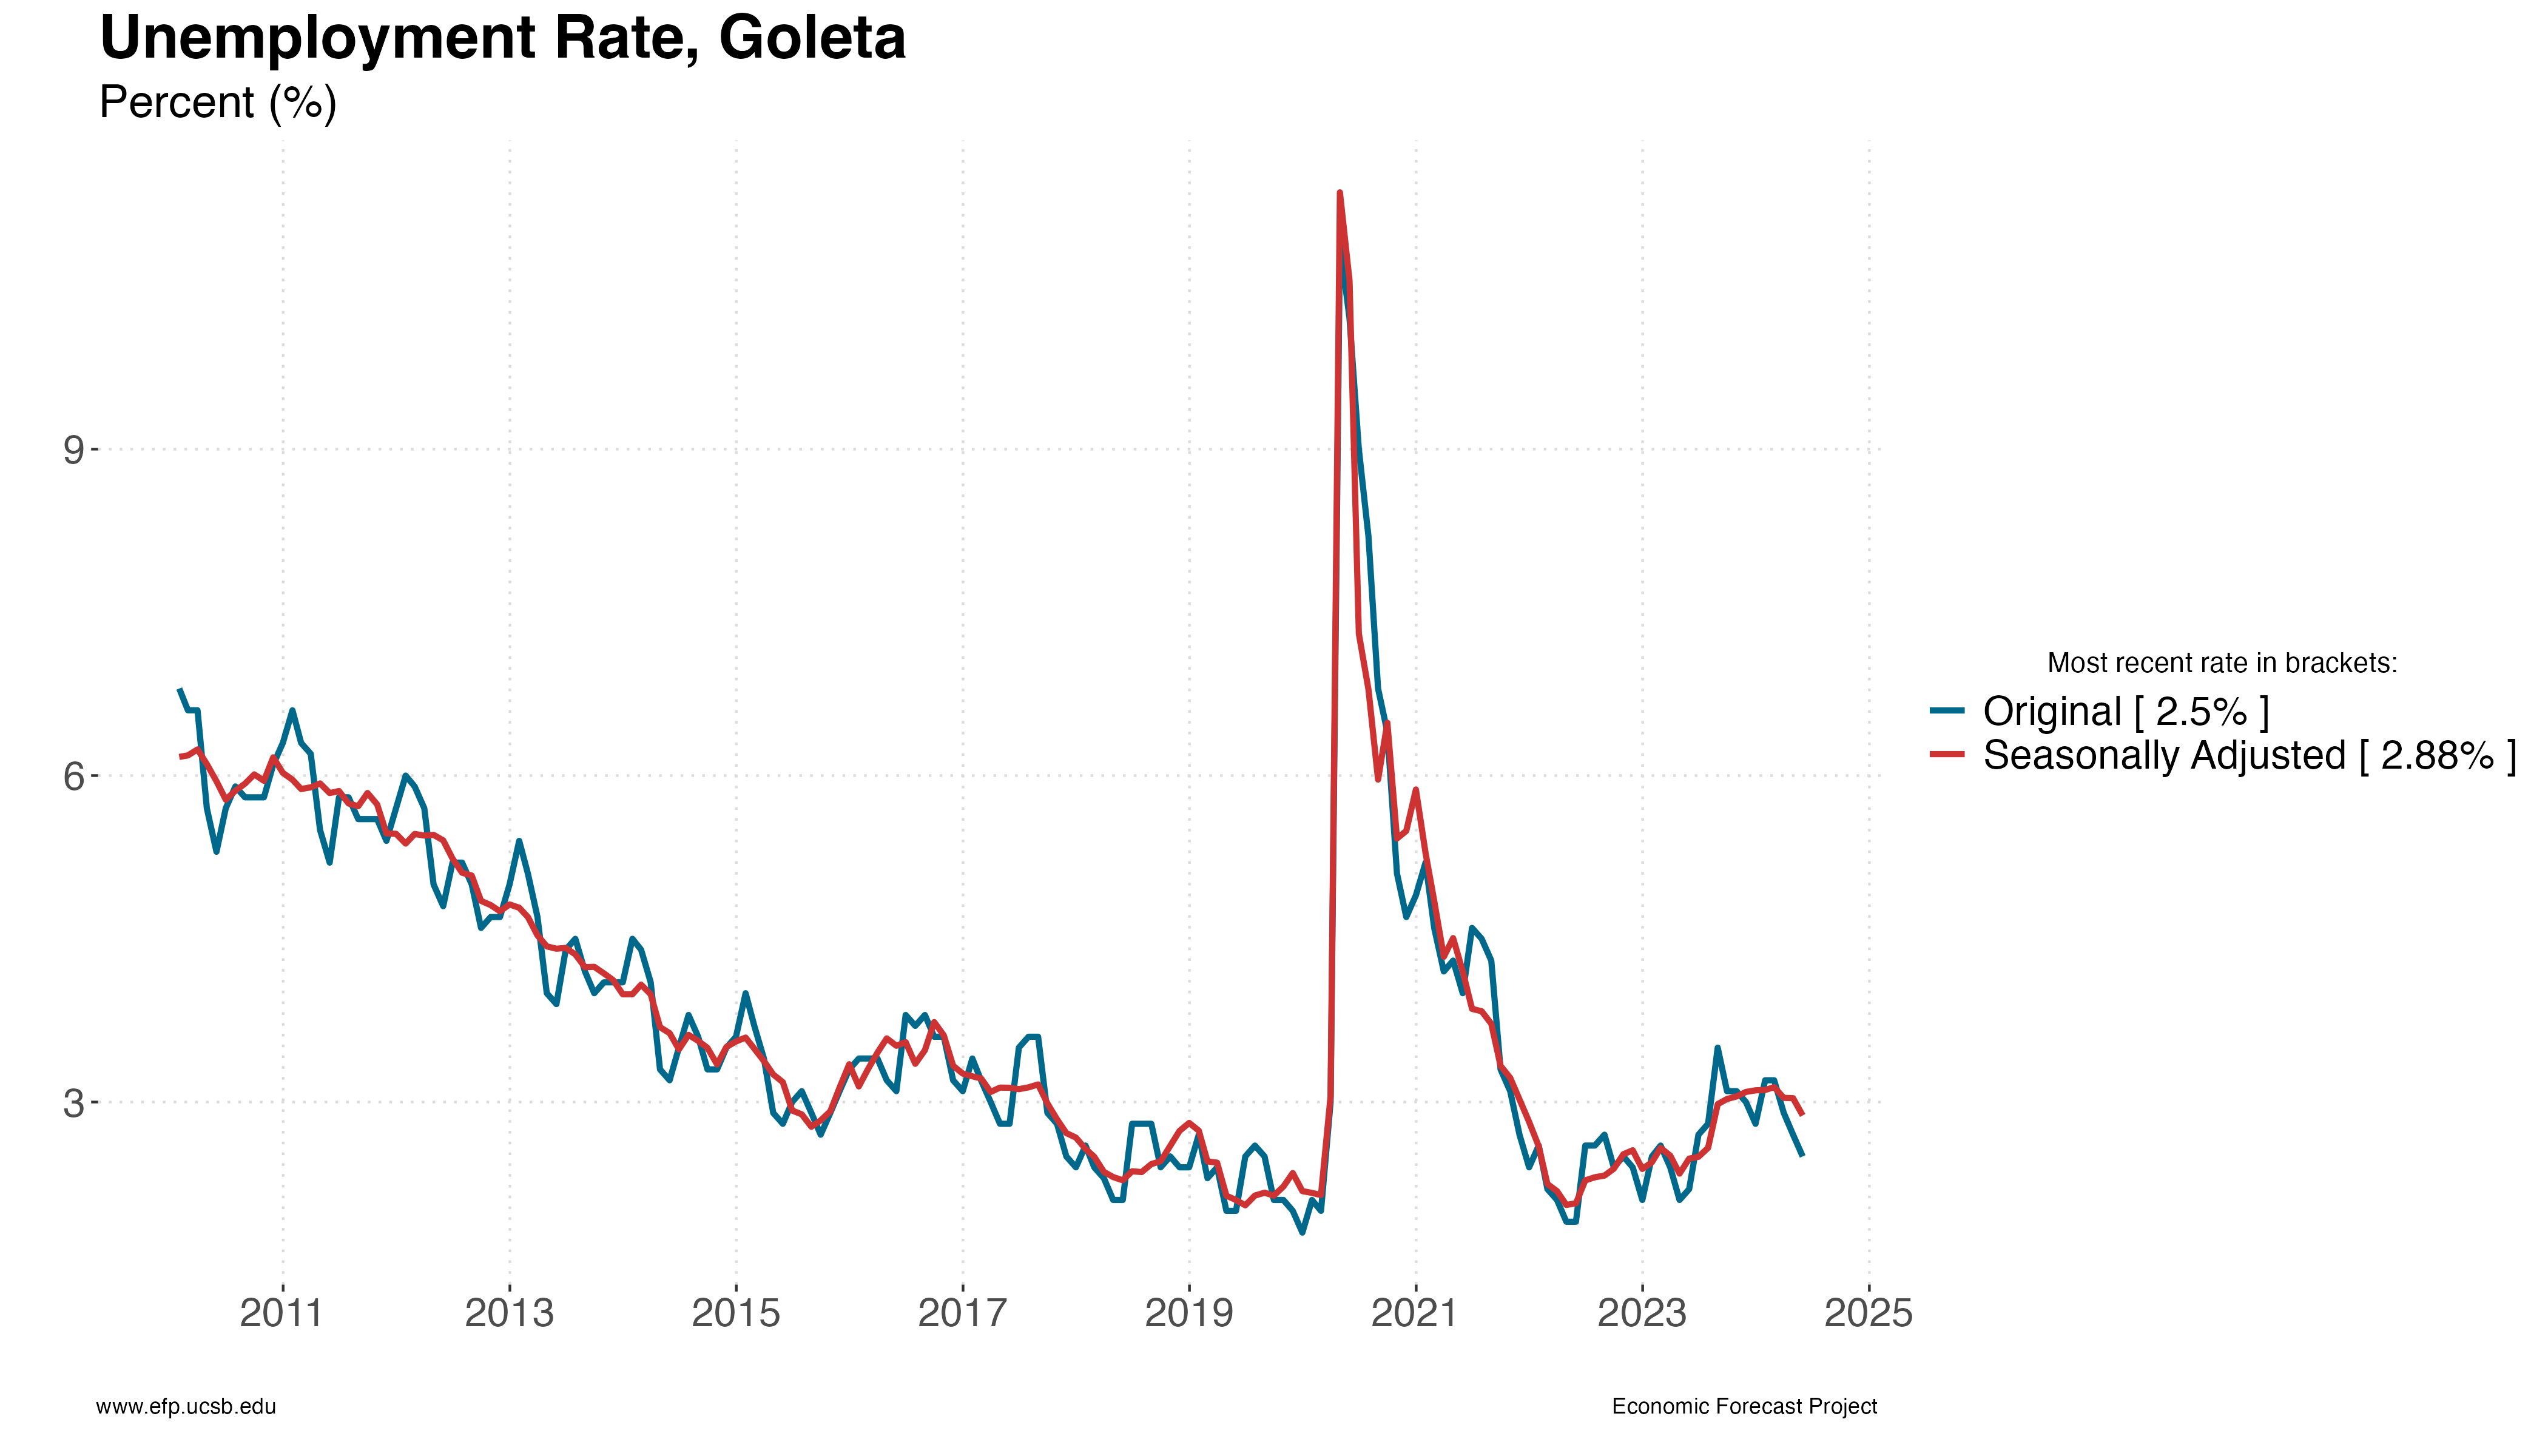 Unemployment Rate, Goleta
Percent (%)
9
6
3
2011 2013 2015 2017 2019 2021 2023 2025
Most recent rate in brackets:
Original [ 2.5% ]
Seasonally Adjusted [ 2.88% ]
www.efp.ucsb.edu
Economic Forecast Project